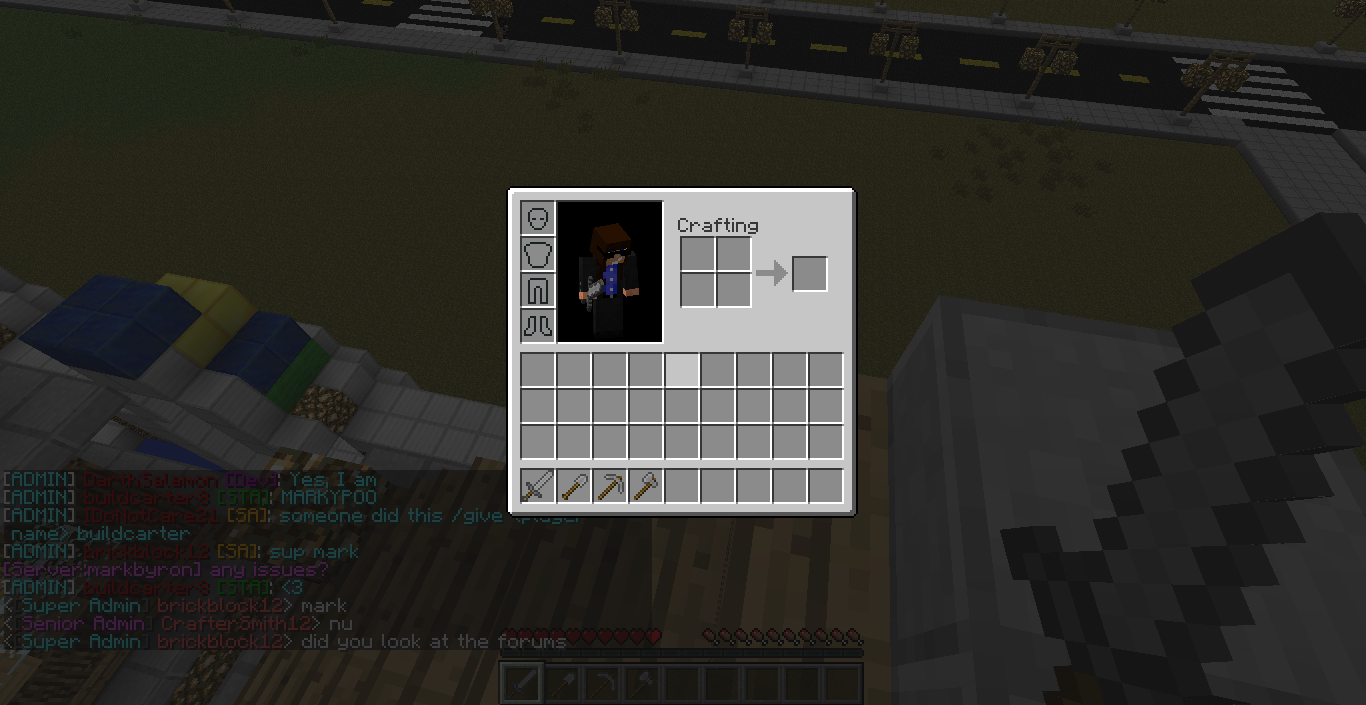 Crafting
[ADMIN] DarthSalamon [Dev]: Yes, I am
[ADMIN] buildcarter8 [STA]: MARKYPOO
[ADMIN] IDoNotCare21 [SA]: someone did this /give <player
name> buildcarter
[ADMIN] brickblock12 [SA]: sup mark
[Server:markbyron] any issues?
[ADMIN] buildcarter8 [STA]: <3
<[Super Admin] brickblock12> mark
<[Senior Admin] CrafterSmith12> nu
<[Super Admin] brickblock12> did you look at the forums